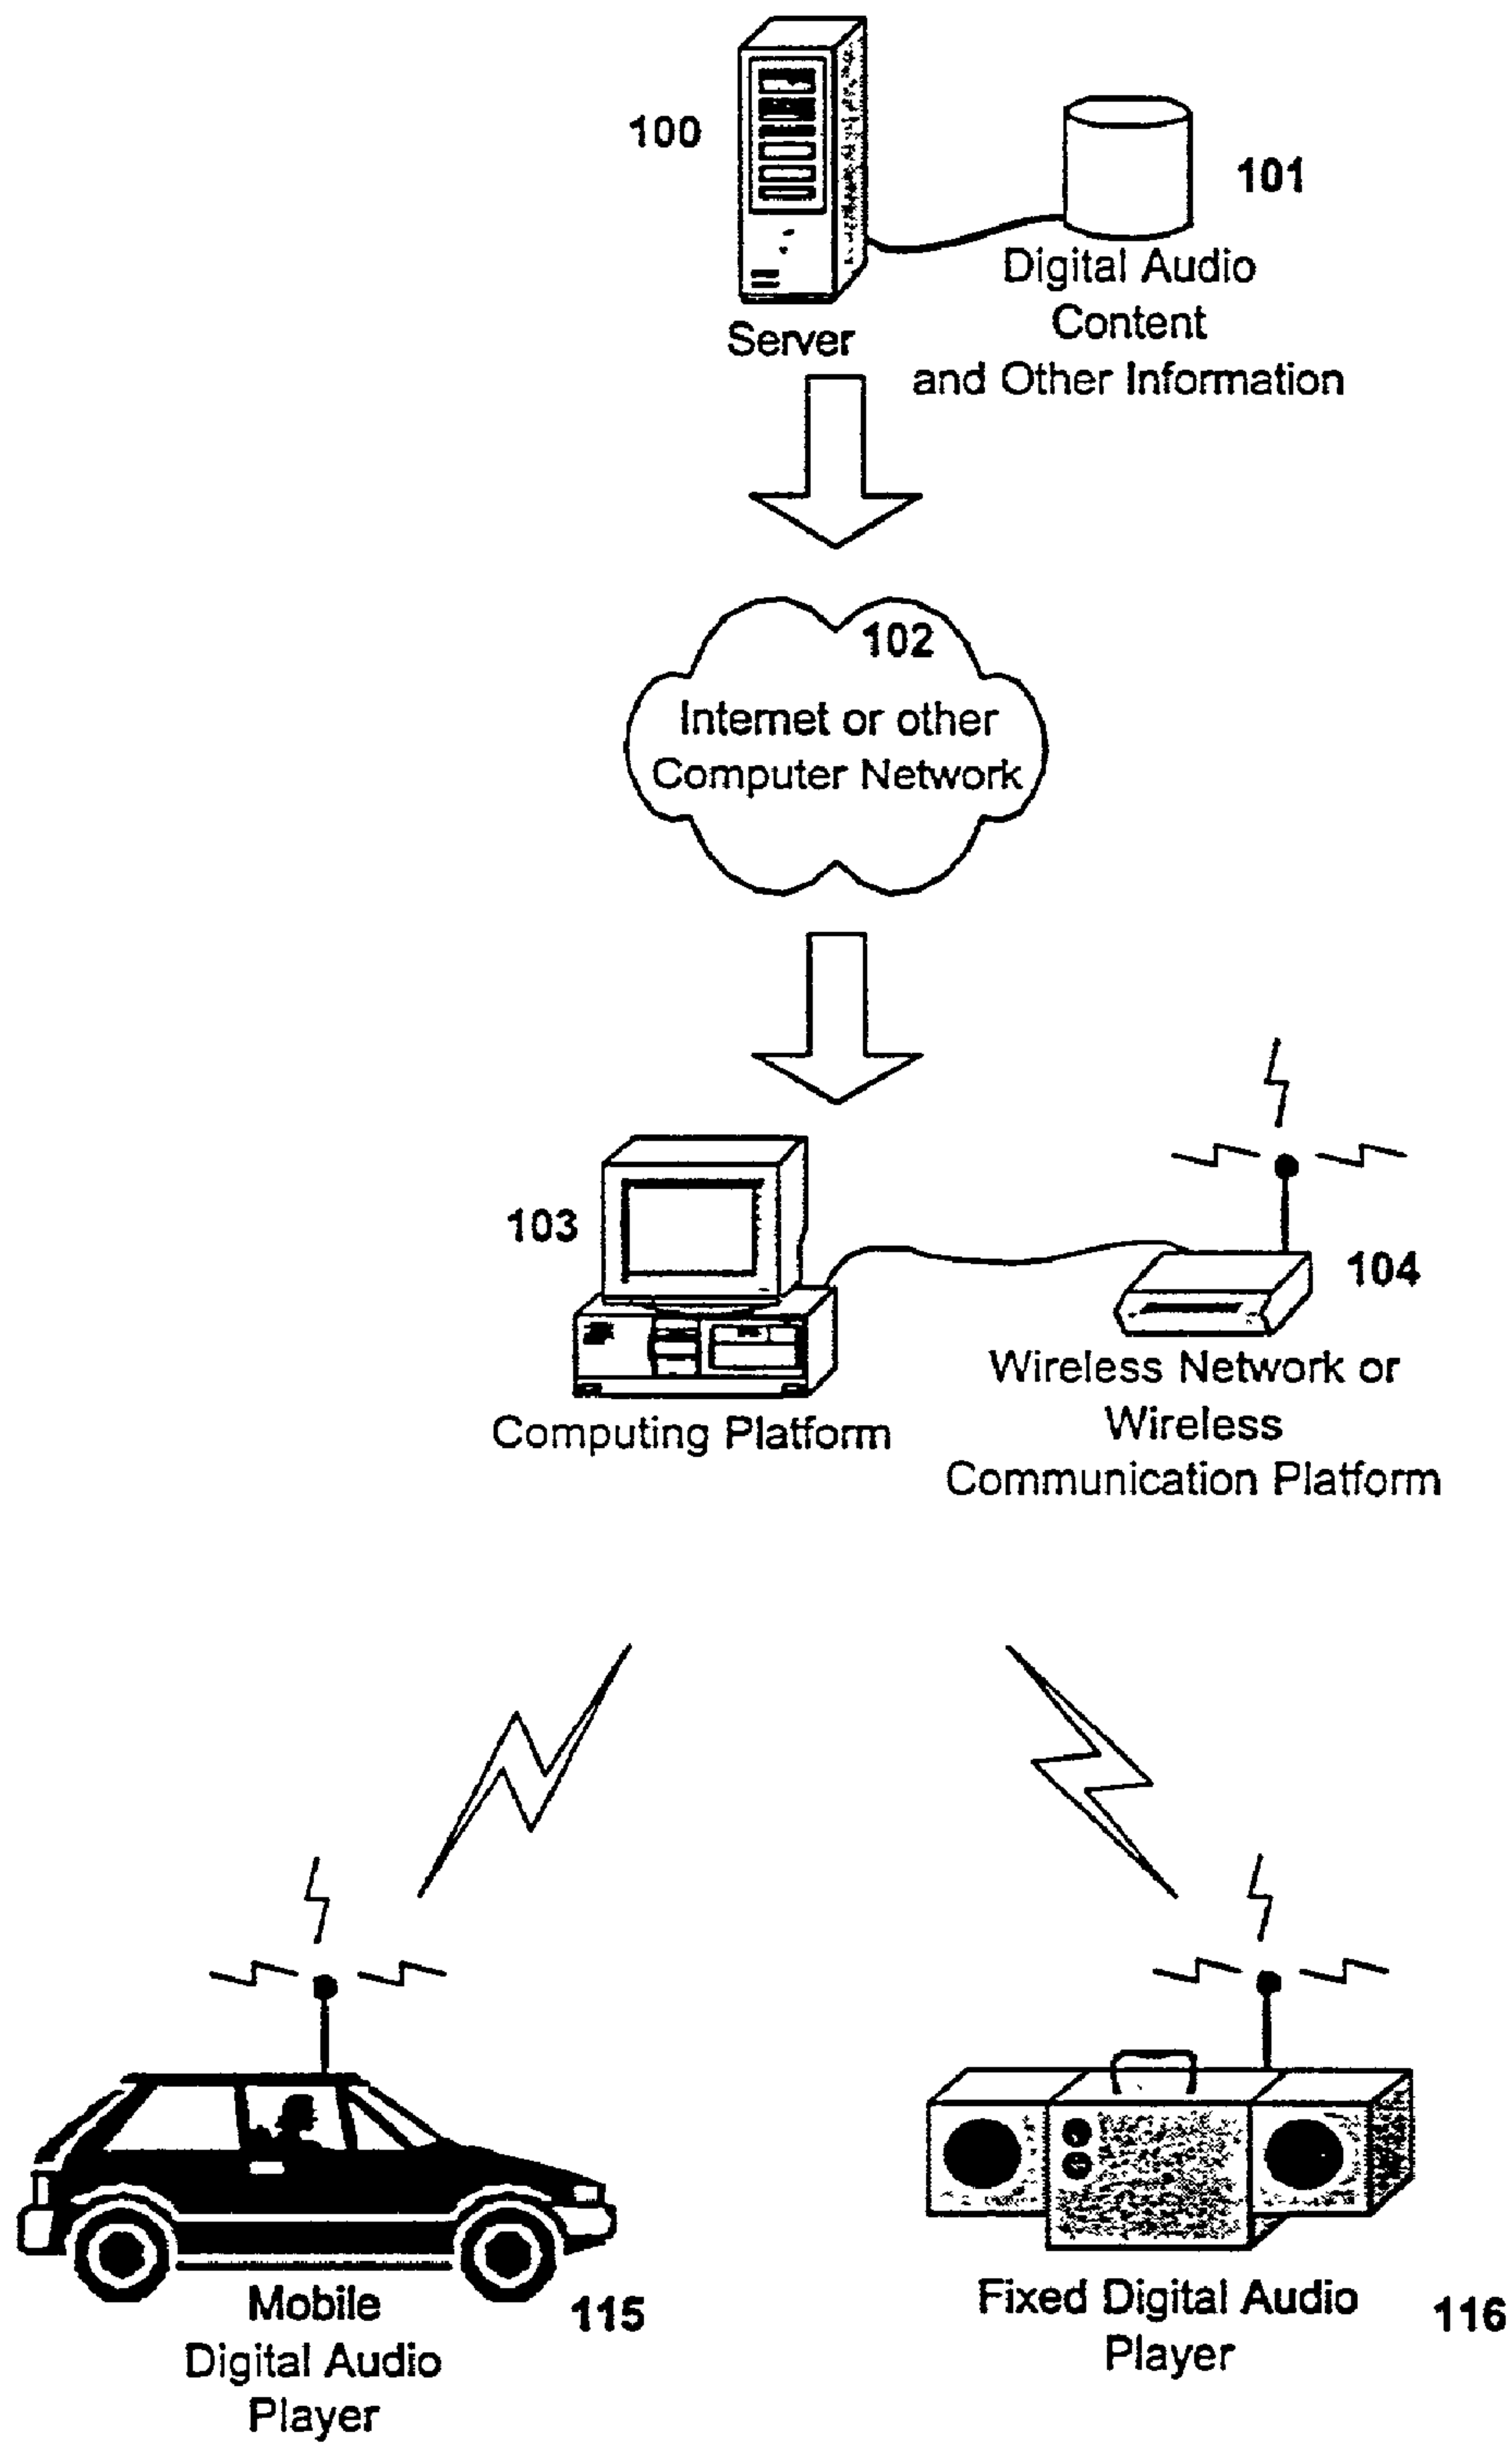 100
101
Digital Audio
Content
and Other Information
Server
102
Internet or other
Computer Network
103
104
Computing Platform
Wireless Network or
Wireless
Communication Platform
Mobile
Digital Audio
Player
115
Fixed Digital Audio
Player
116